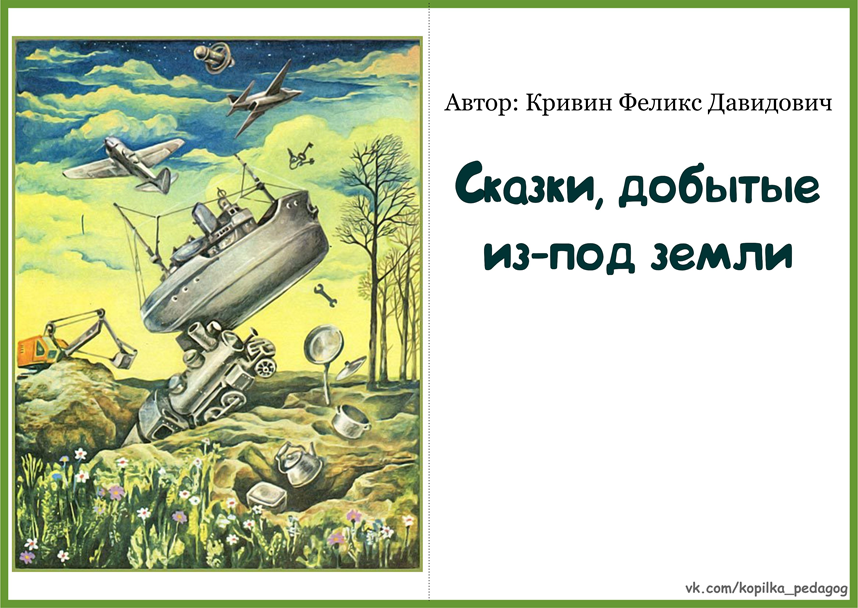 Автор: Кривин Феликс Давидович
Сказки, добытые
из-под земли
vk.com/kopilka_pedagog